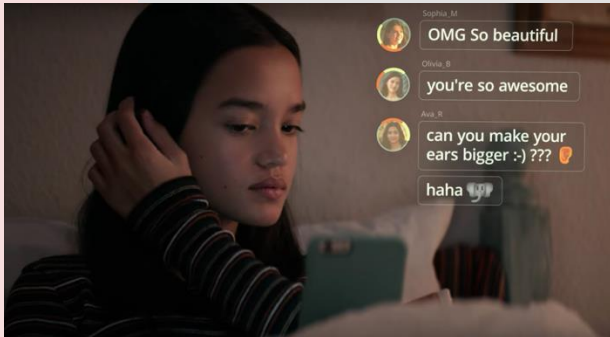 Sophia_M
OMG So beautiful
Olivia_B
you're so awesome
Ava_R
can you make your
ears bigger :-) ??? 👂
haha 🐘